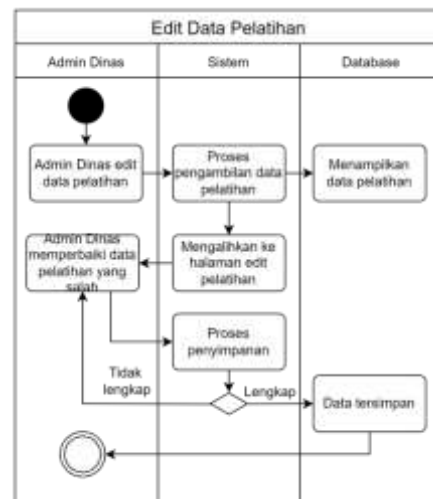 Edit Data Pelatihan
Admin Dinas
Sistem
Database
Admin Dinas edit
data pelatihan
Proses
pengambilan data
pelatihan
Menampilkan
data pelatihan
Admin Dinas
memperbaiki data
pelatihan yang
salah
Mengalihkan ke
halaman edit
pelatihan
Proses
penyimpanan
Tidak
lengkap
Lengkap
Data tersimpan